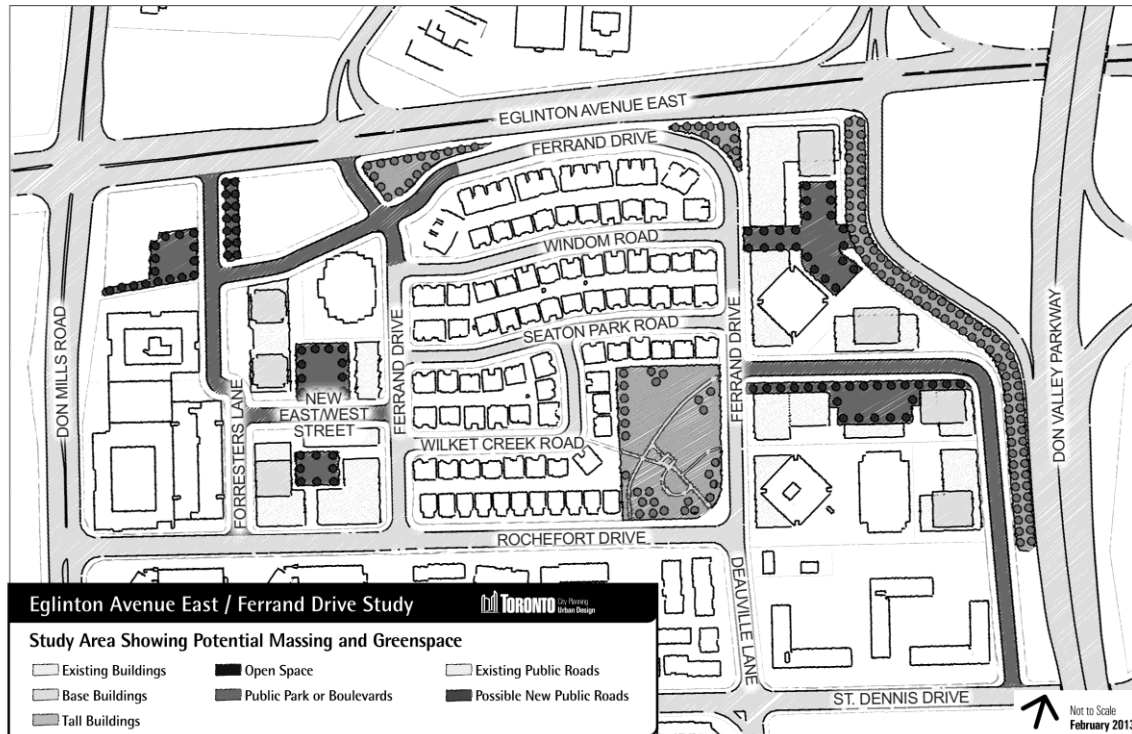 EGLINTON AVENUE EAST
FERRAND DRIVE
WINDOM ROAD
SEATON PARK ROAD
DON MILLS ROAD
FERRAND DRIVE
FERRAND DRIVE
DON VALLEY PARKWAY
NEW
EAST/WEST
STREET
FORRESTERS LANE
WILKET CREEK ROAD
ROCHEFORT DRIVE
DEAUVILLE LANE
ST. DENNIS DRIVE
Eglinton Avenue East / Ferrand Drive Study
TORONTO City Planning
Urban Design
Study Area Showing Potential Massing and Greenspace
Existing Buildings
Base Buildings
Tall Buildings
Open Space
Public Park or Boulevards
Existing Public Roads
Possible New Public Roads
Not to Scale
February 2013